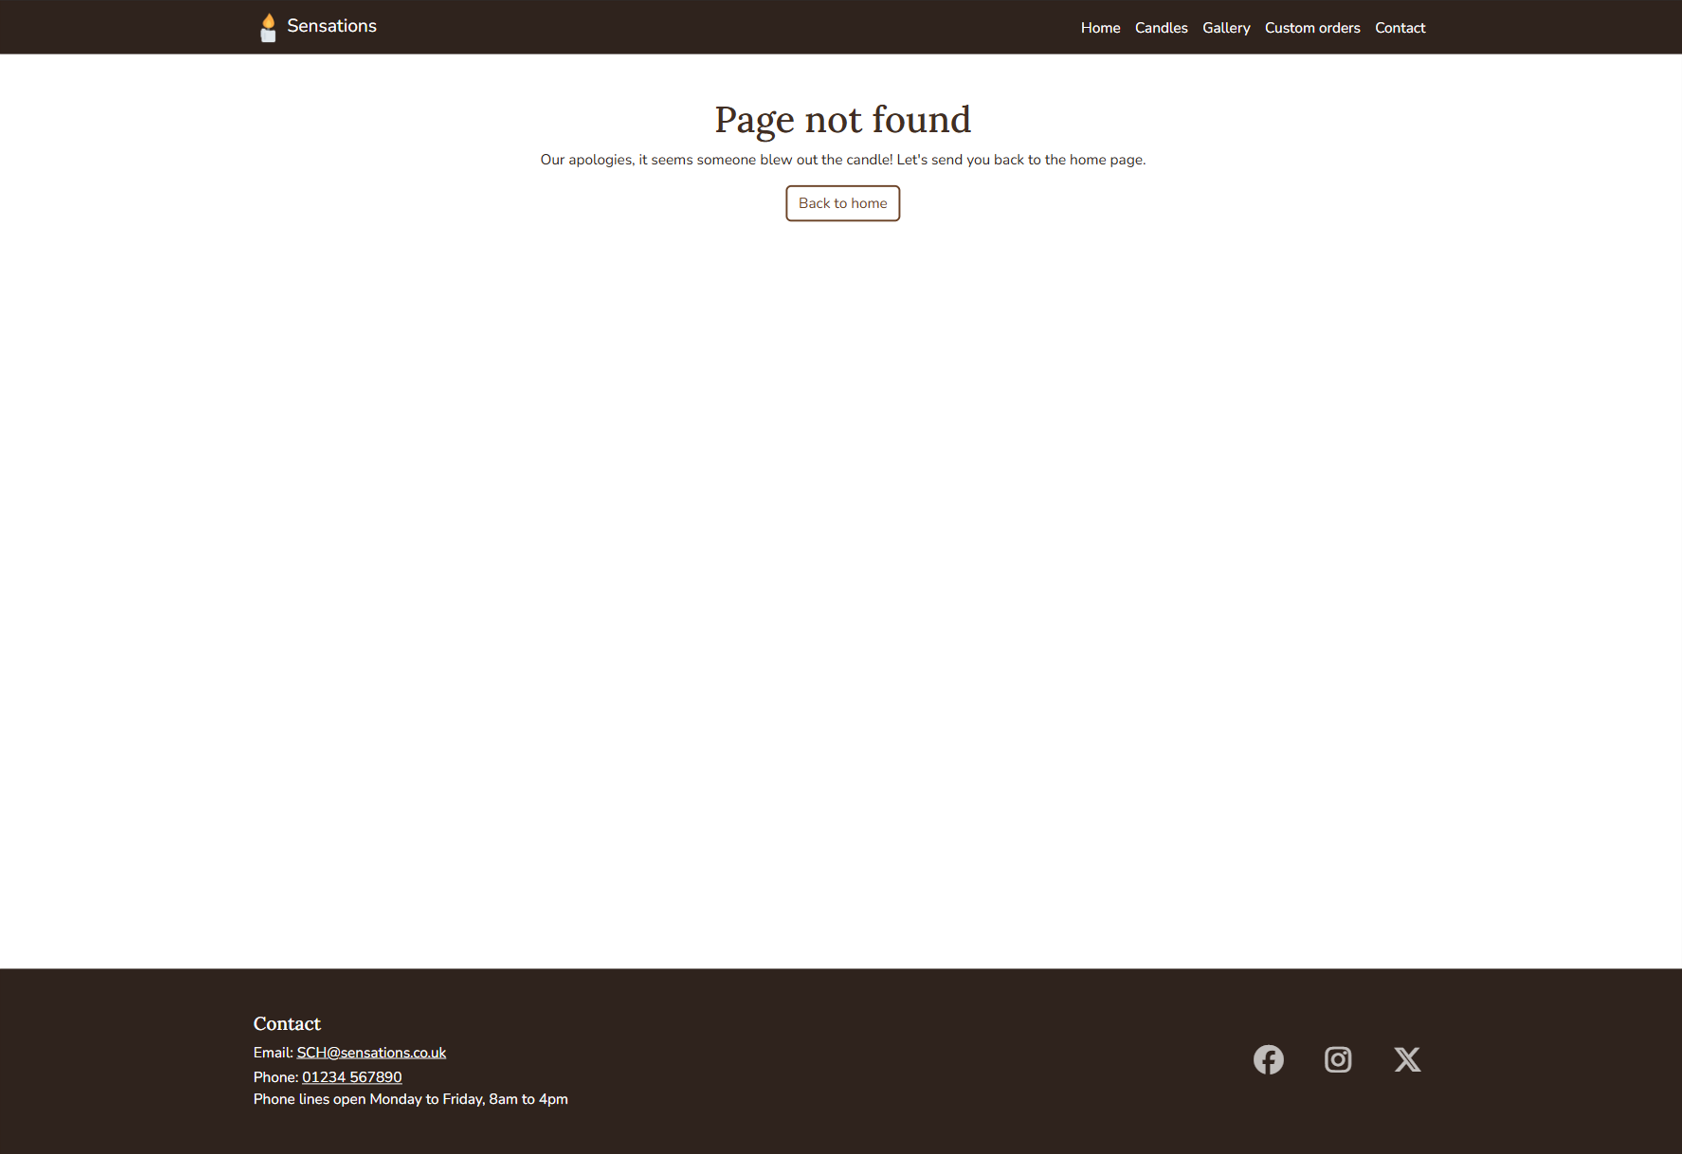 Sensations
Home Candles Gallery Custom orders Contact
Page not found
Our apologies, it seems someone blew out the candle! Let's send you back to the home page.
Back to home
Contact
Email: SCH@sensations.co.uk
Phone: 01234 567890
Phone lines open Monday to Friday, 8am to 4pm